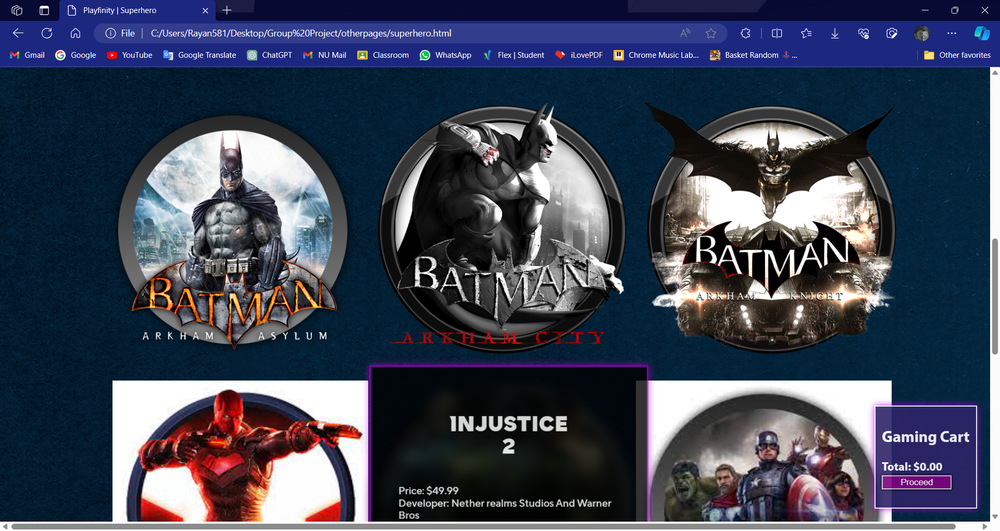 Playfinity | Superhero
File
C:/Users/Rayan581/Desktop/Group%20Project/otherpages/superhero.html
Gmail Google YouTube Google Translate ChatGPT NU Mail Classroom WhatsApp Flex | Student iLovePDF Chrome Music Lab... Basket Random ... Other favorites
BATMAN
ARKHAM ASYLUM
BATMAN
ARKHAM CITY
BATMAN
ARKHAM KNIGHT
INJUSTICE
2
Price: $49.99
Developer: Nether realms Studios And Warner
Bros
Gaming Cart
Total: $0.00
Proceed